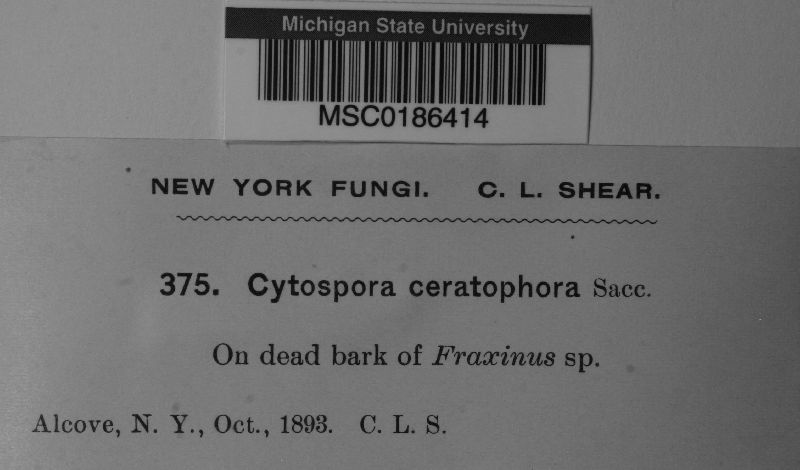 Michigan State University
MSC0186414
NEW YORK FUNGI. C. L. SHEAR.
375. Cytospora ceratophora Sacc.
On dead bark of Fraxinus sp.
Alcove, N. Y., Oct., 1893. C. L. S.